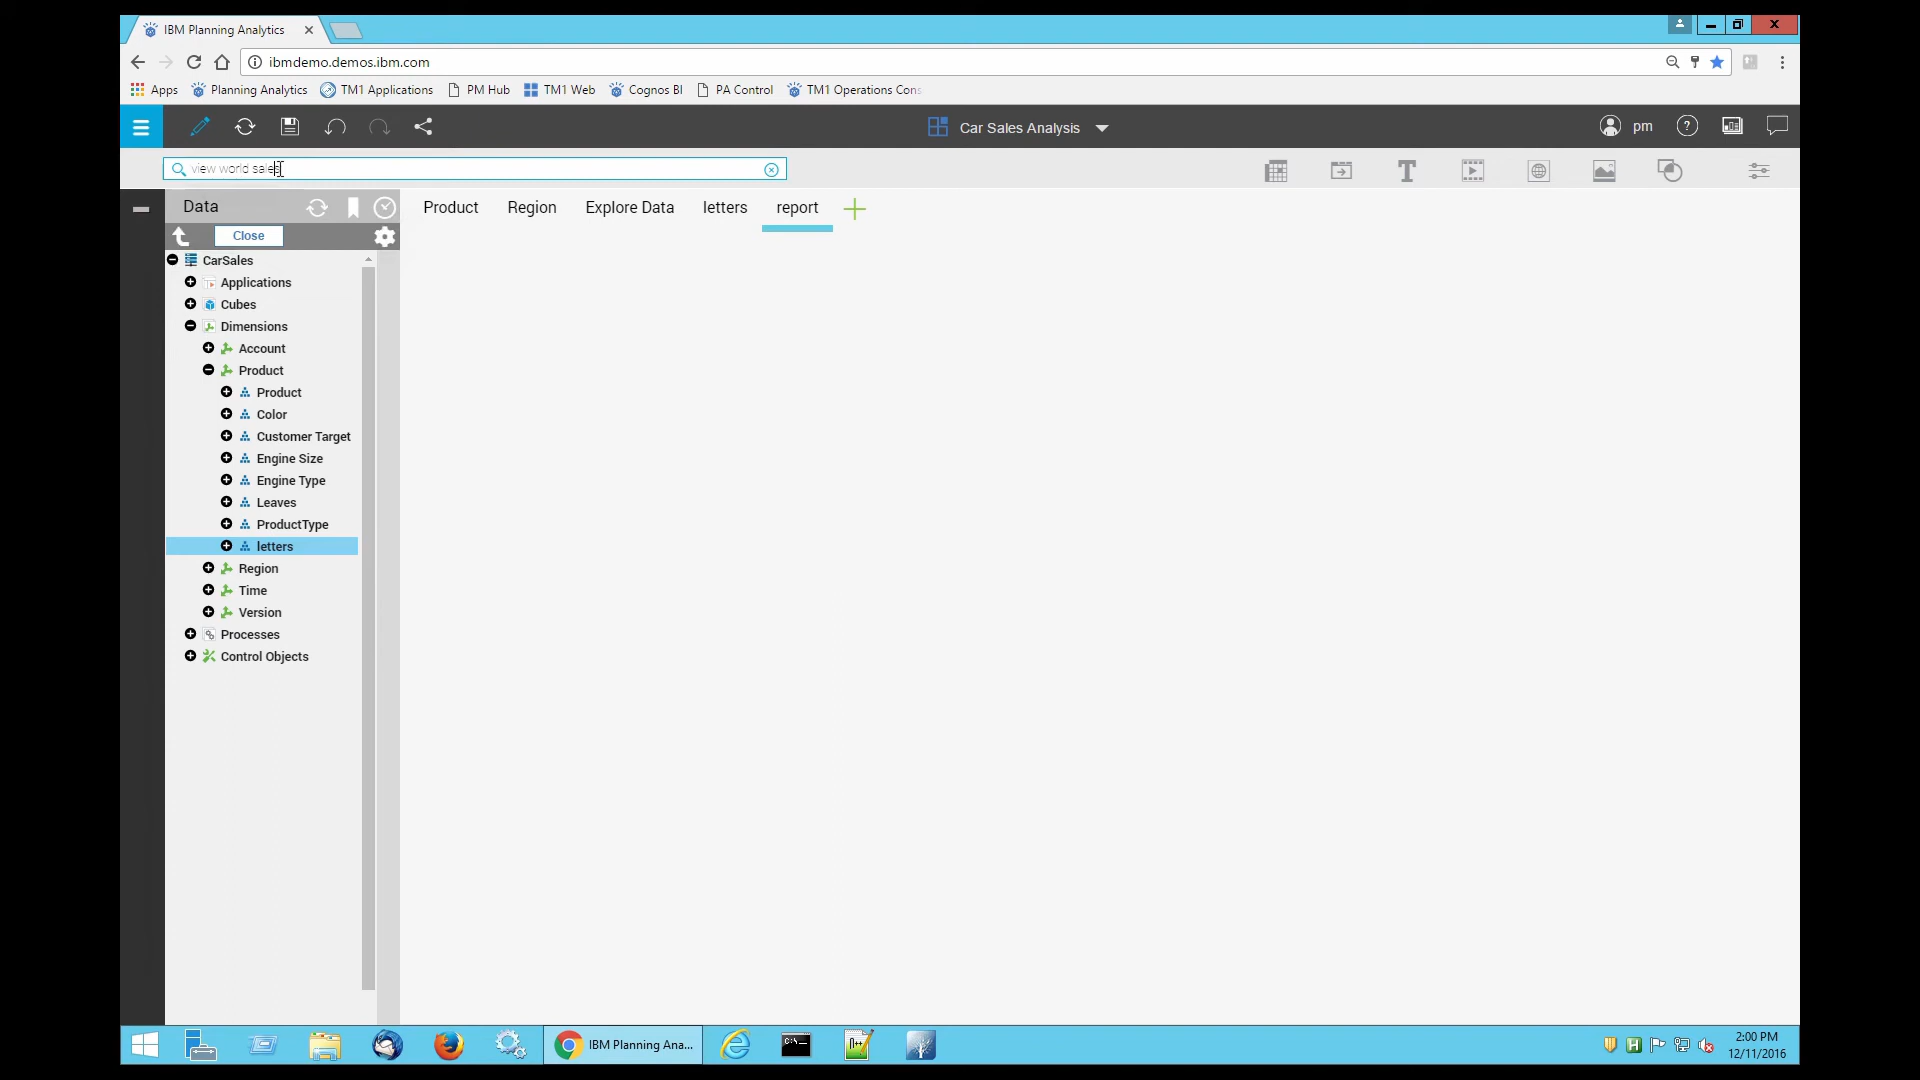 IBM Planning Analytics
ibmdemo.demos.ibm.com
Apps Planning Analytics TM1 Applications PM Hub TM1 Web Cognos BI PA Control TM1 Operations Cons
Car Sales Analysis pm
view world sales
Data Product Region Explore Data letters report
Close
CarSales
Applications
Cubes
Dimensions
Account
Product
Product
Color
Customer Target
Engine Size
Engine Type
Leaves
ProductType
letters
Region
Time
Version
Processes
Control Objects
IBM Planning Ana...
2:00 PM
12/11/2016